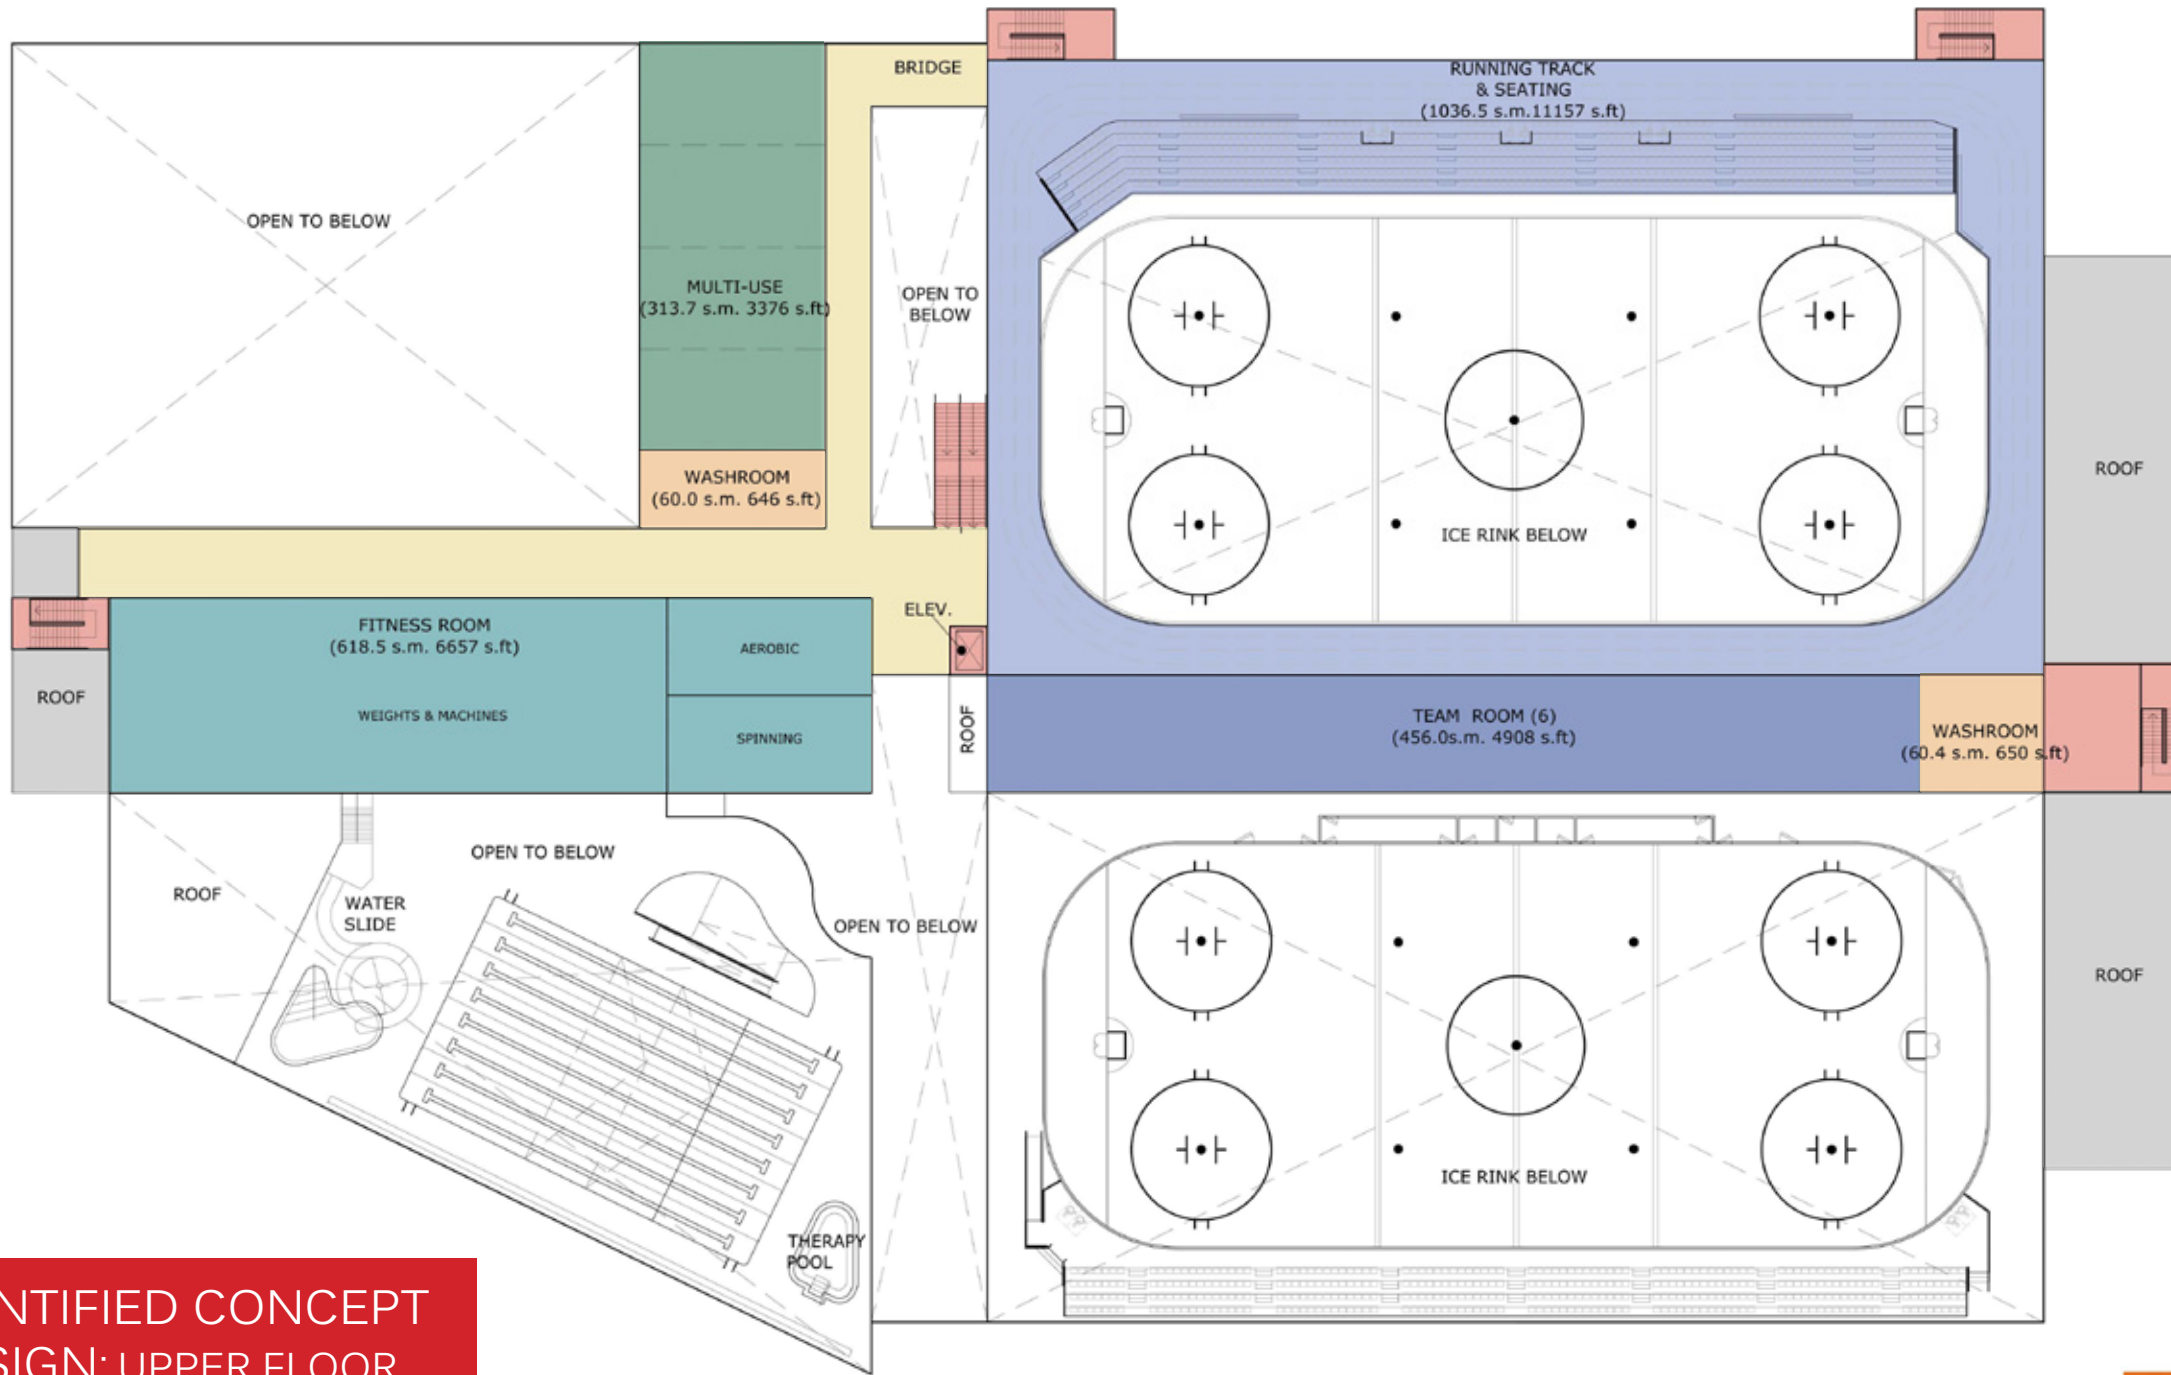 BRIDGE
RUNNING TRACK
& SEATING
(1036.5 s.m.11157 s.ft)
OPEN TO BELOW
MULTI-USE
(313.7 s.m. 3376 s.ft)
OPEN TO
BELOW
WASHROOM
(60.0 s.m. 646 s.ft)
ICE RINK BELOW
ROOF
ELEV.
FITNESS ROOM
(618.5 s.m. 6657 s.ft)
AEROBIC
WEIGHTS & MACHINES
SPINNING
ROOF
ROOF
TEAM ROOM (6)
(456.0s.m. 4908 s.ft)
WASHROOM
(60.4 s.m. 650 s.ft)
OPEN TO BELOW
ROOF
WATER
SLIDE
OPEN TO BELOW
ROOF
ICE RINK BELOW
THERAPY
POOL
NTIFIED CONCEPT
SIGN: UPPER FLOOR